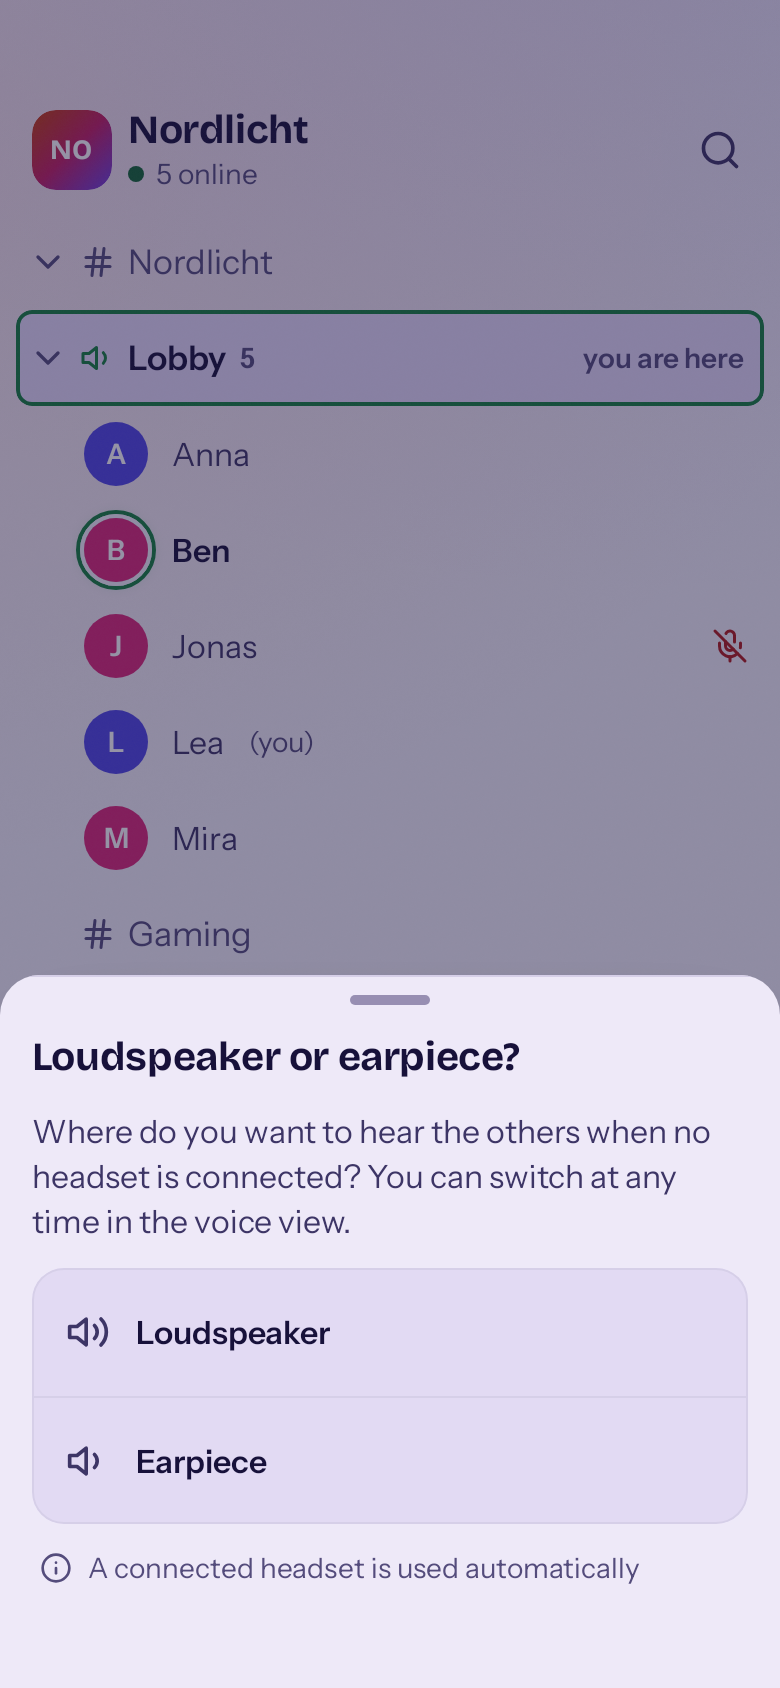 NO
Nordlicht
5 online
# Nordlicht
Lobby 5 you are here
A Anna
B Ben
J Jonas
L Lea (you)
M Mira
# Gaming
Loudspeaker or earpiece?
Where do you want to hear the others when no
headset is connected? You can switch at any
time in the voice view.
Loudspeaker
Earpiece
A connected headset is used automatically